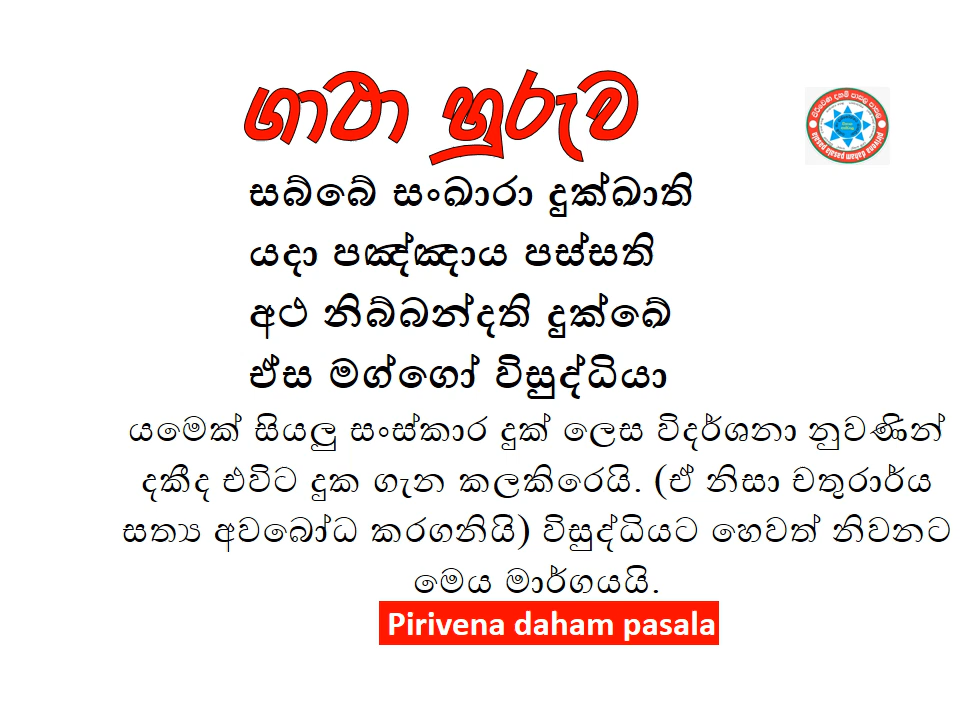 ගාථා හුරුව
සබ්බේ සංඛාරා දුක්ඛාති
යදා පඤ්ඤාය පස්සති
අථ නිබ්බන්දති දුක්ඛේ
ඒස මග්ගෝ විසුද්ධියා
යමෙක් සියලු සංස්කාර දුක් ලෙස විදර්ශනා නුවණින්
දකීද එවිට දුක ගැන කලකිරෙයි. (ඒ නිසා චතුරාර්ය
සත්‍ය අවබෝධ කරගනියි) විසුද්ධියට හෙවත් නිවනට
මෙය මාර්ගයයි.
Pirivena daham pasala